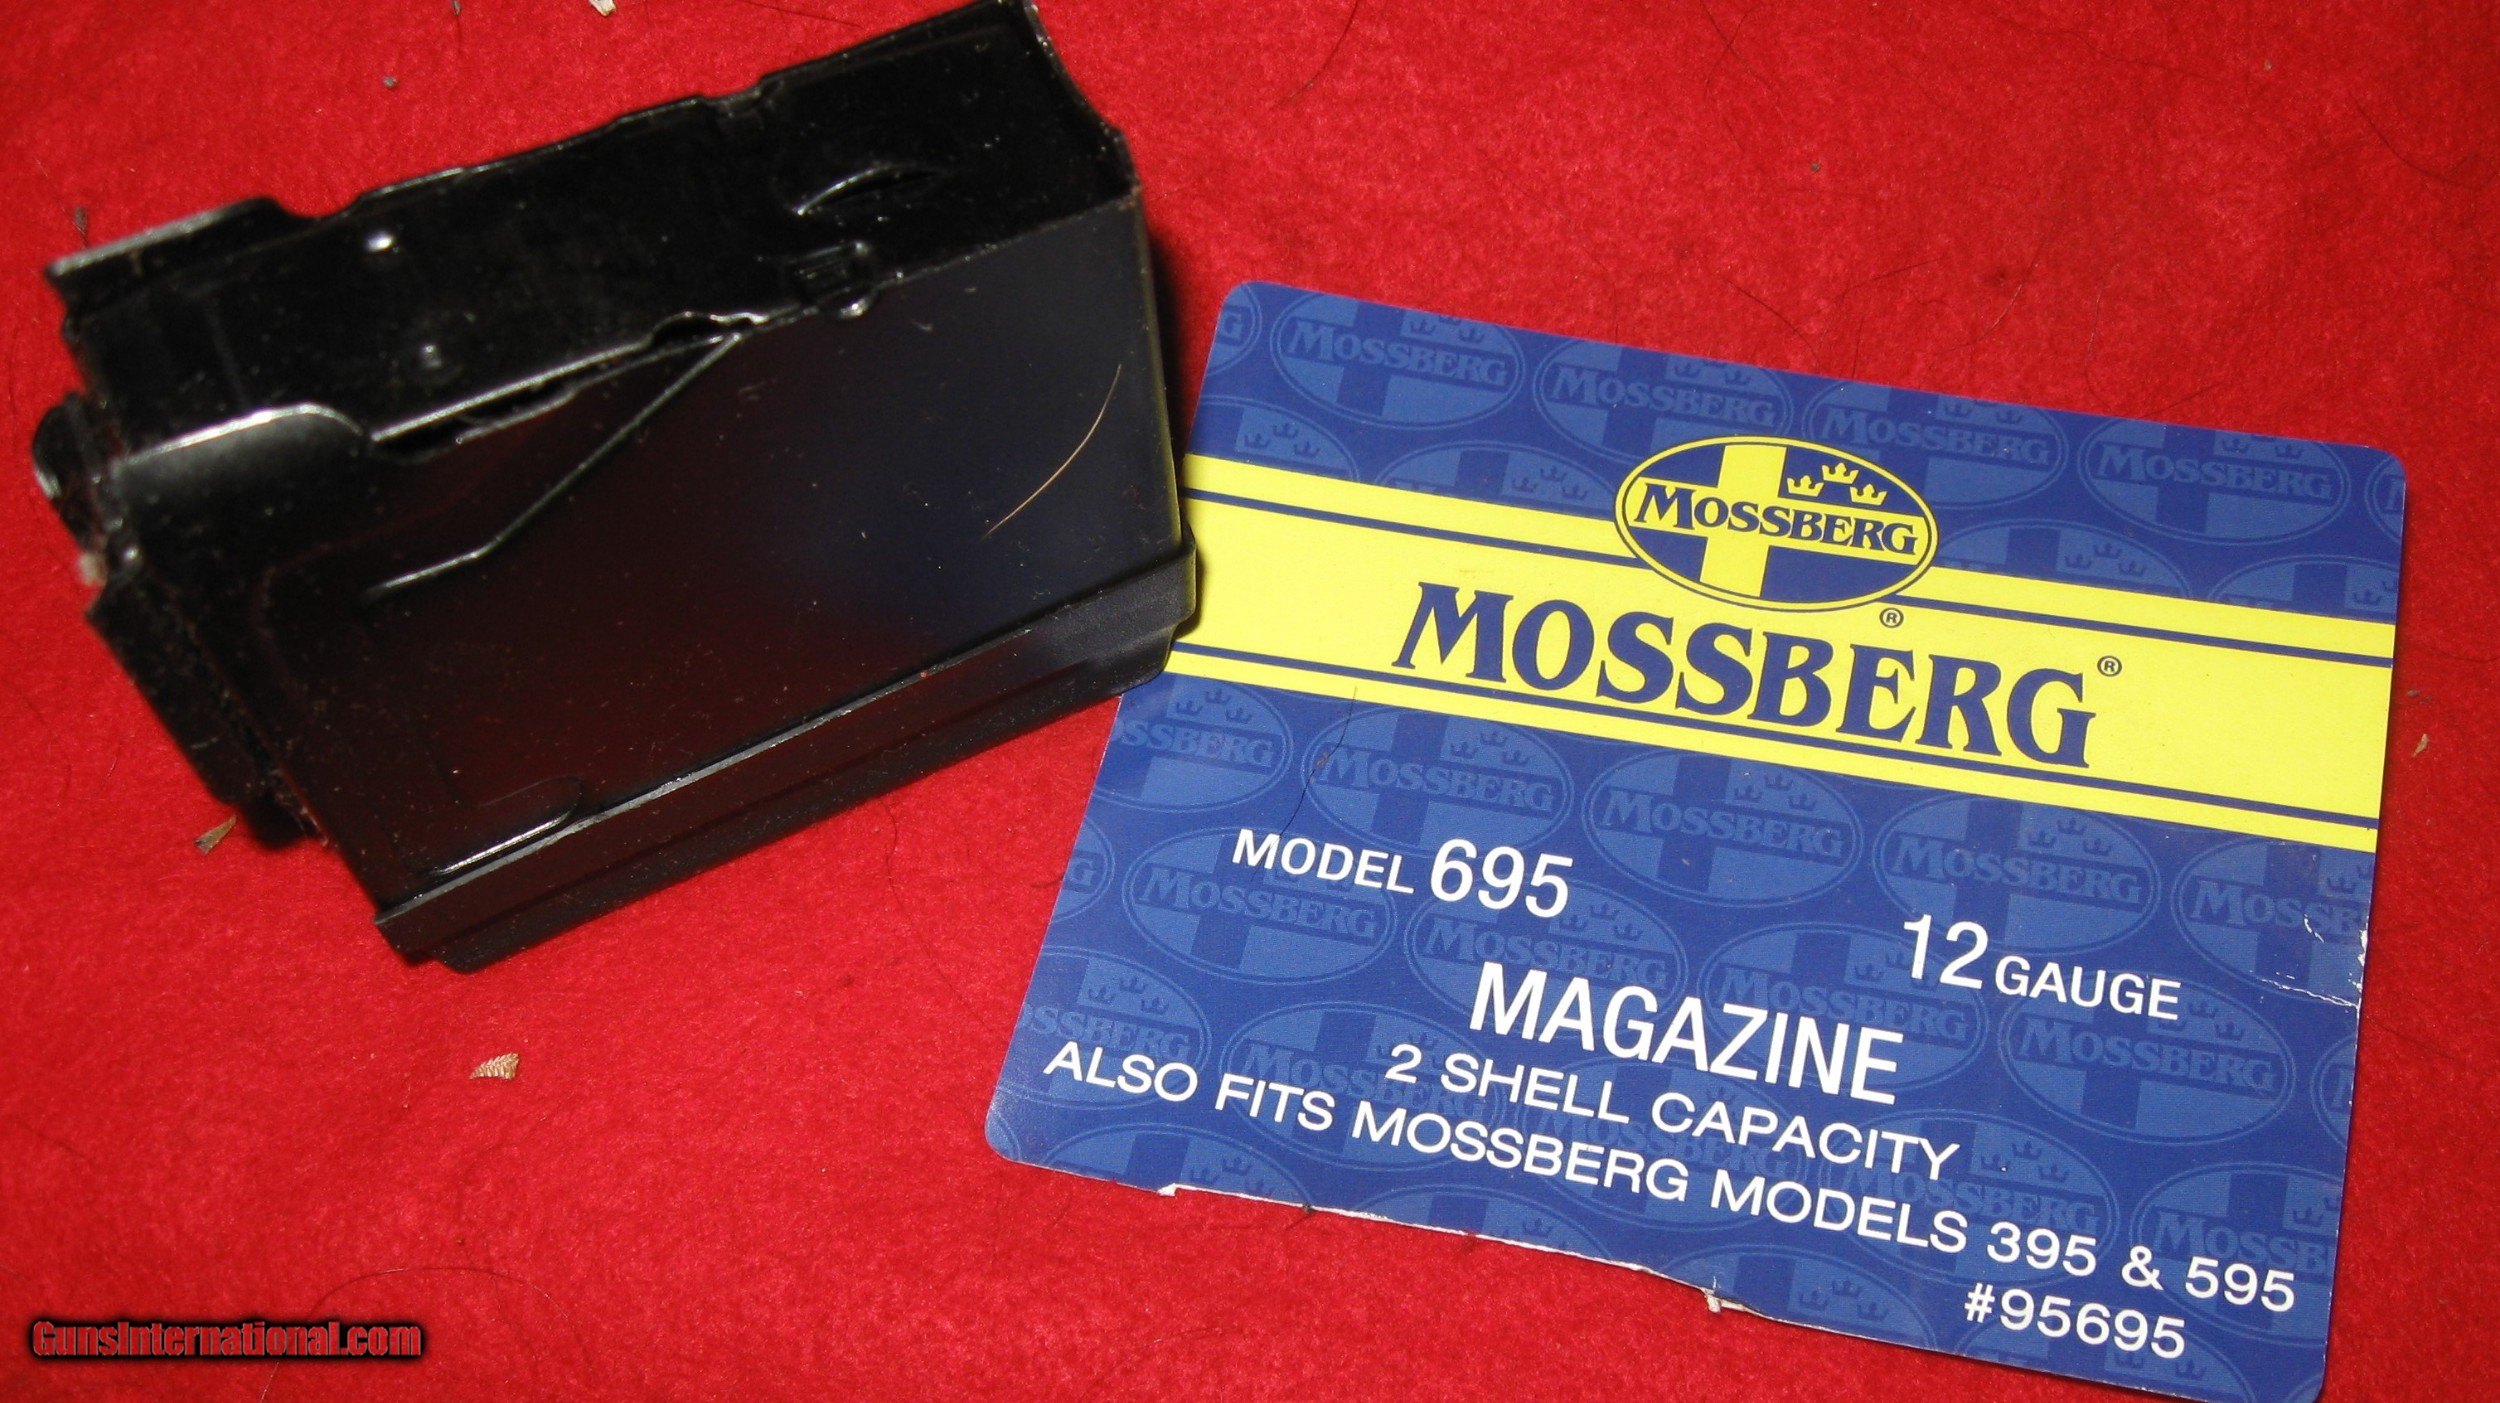 MOSSBERG
®
MOSSBERG®
MODEL 695
12 GAUGE
MAGAZINE
2 SHELL CAPACITY
ALSO FITS MOSSBERG MODELS 395 & 595
#95695
GunsInternational.com